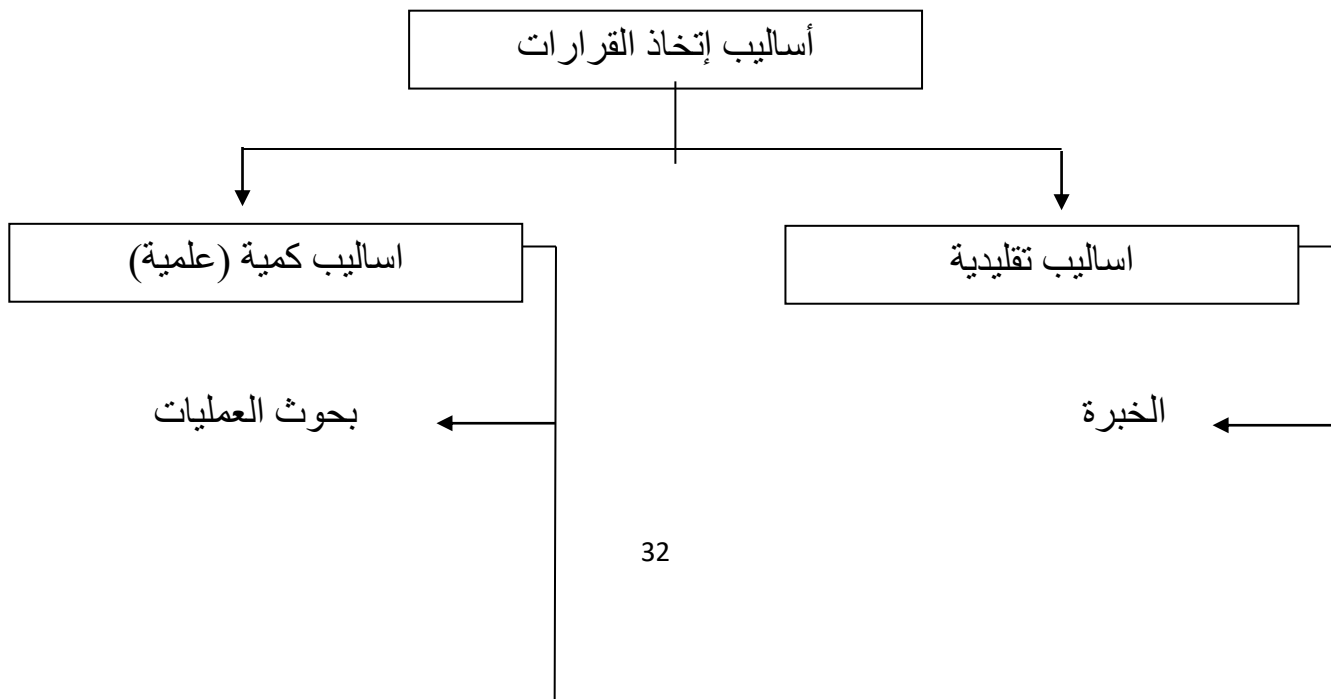 أساليب إتخاذ القرارات
اساليب تقليدية
اساليب كمية (علمية)
الخبرة
بحوث العمليات
32